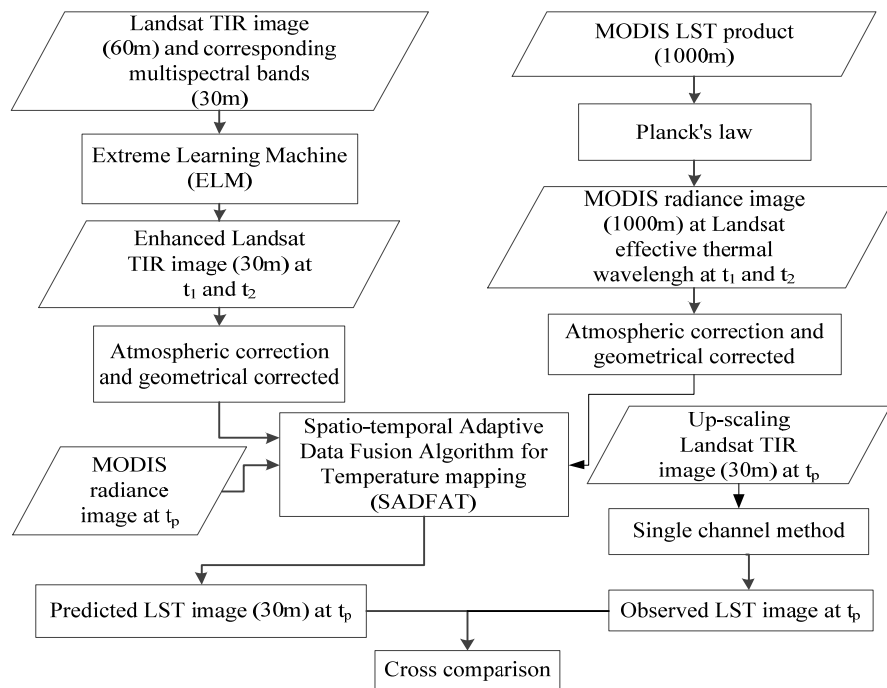 Landsat TIR image
(60m) and corresponding
multispectral bands
(30m)
MODIS LST product
(1000m)
Extreme Learning Machine
(ELM)
Planck's law
Enhanced Landsat
TIR image (30m) at
t₁ and t₂
MODIS radiance image
(1000m) at Landsat
effective thermal
wavelengh at t₁ and t₂
Atmospheric correction
and geometrical corrected
Atmospheric correction and
geometrical corrected
MODIS
radiance
image at tₚ
Spatio-temporal Adaptive
Data Fusion Algorithm for
Temperature mapping
(SADFAT)
Up-scaling
Landsat TIR
image (30m) at tₚ
Single channel method
Predicted LST image (30m) at tₚ
Observed LST image at tₚ
Cross comparison